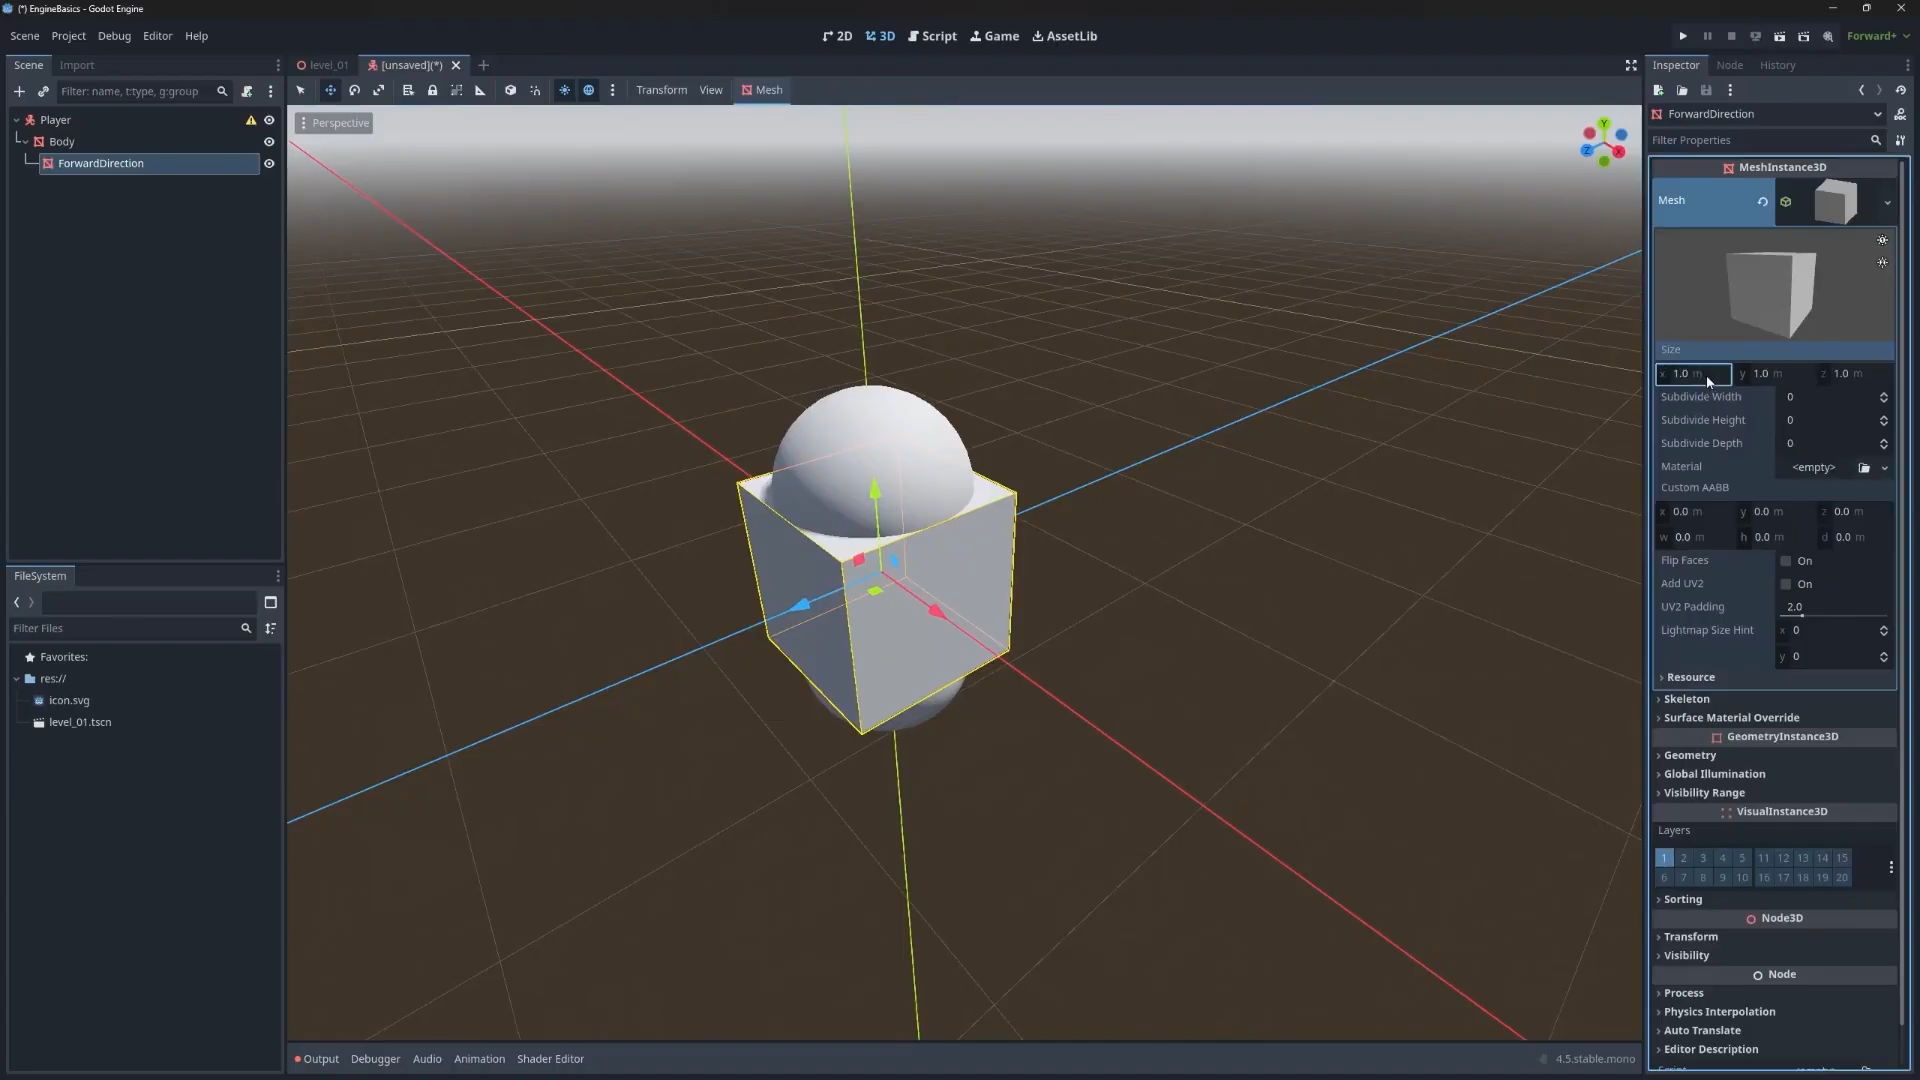 (*) EngineBasics - Godot Engine
Scene Project Debug Editor Help
2D 3D Script Game AssetLib
Forward+
Scene Import
level_01 [unsaved](*)
Inspector Node History
Filter: name, t:type, g:group
Transform View Mesh
Player
Body
ForwardDirection
Perspective
Y
Z
X
ForwardDirection
Filter Properties
MeshInstance3D
Mesh
Size
x 1.0 m y 1.0 m z 1.0 m
Subdivide Width 0
Subdivide Height 0
Subdivide Depth 0
Material <empty>
Custom AABB
x 0.0 m y 0.0 m z 0.0 m
w 0.0 m h 0.0 m d 0.0 m
Flip Faces On
Add UV2 On
UV2 Padding 2.0
Lightmap Size Hint x 0
y 0
Resource
Skeleton
Surface Material Override
GeometryInstance3D
Geometry
Global Illumination
Visibility Range
VisualInstance3D
Layers
1 2 3 4 5 11 12 13 14 15
6 7 8 9 10 16 17 18 19 20
Sorting
Node3D
Transform
Visibility
Node
Process
Physics Interpolation
Auto Translate
Editor Description
FileSystem
Filter Files
Favorites:
res://
icon.svg
level_01.tscn
Output Debugger Audio Animation Shader Editor
4.5.stable.mono